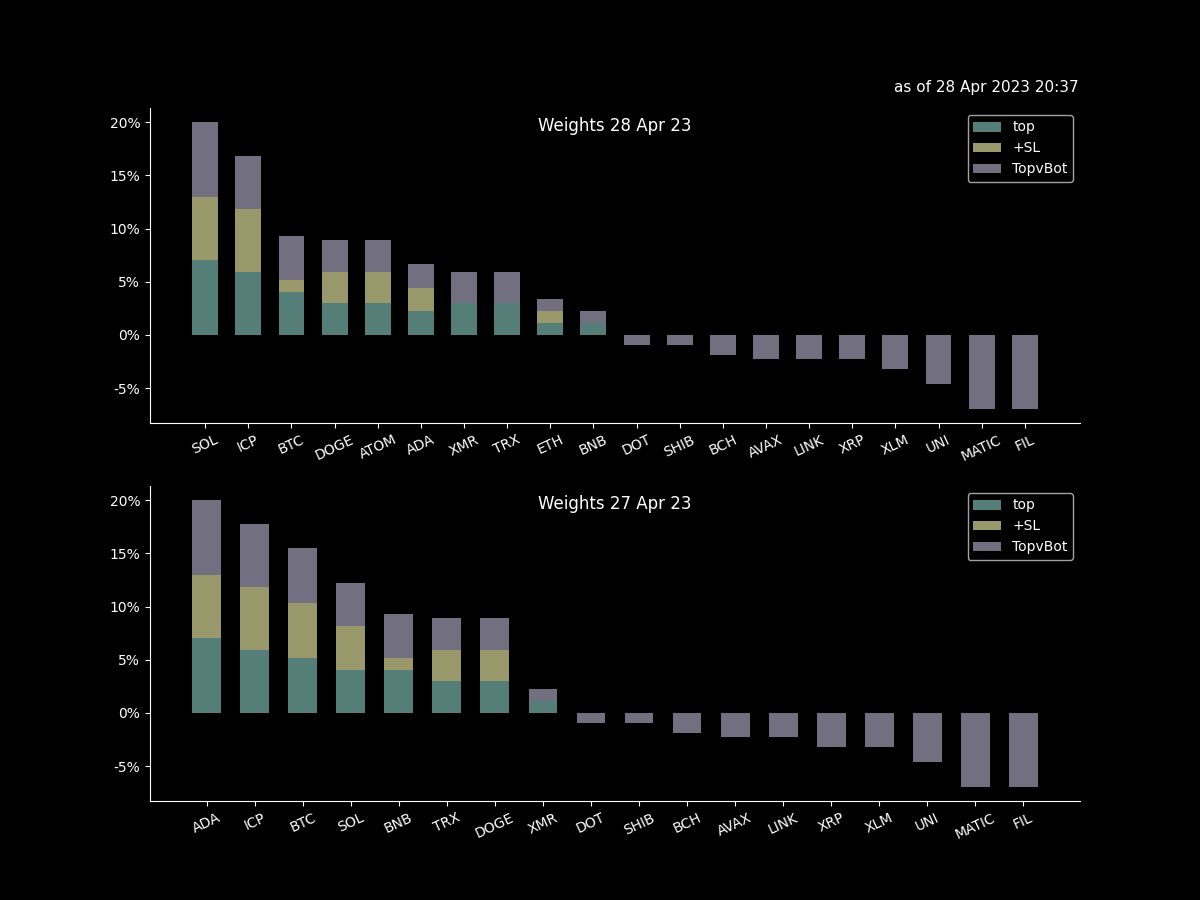 as of 28 Apr 2023 20:37
Weights 28 Apr 23
top
+SL
TopvBot
20%
15%
10%
5%
0%
-5%
SOL ICP BTC DOGE ATOM ADA XMR TRX ETH BNB DOT SHIB BCH AVAX LINK XRP XLM UNI MATIC FIL
Weights 27 Apr 23
top
+SL
TopvBot
20%
15%
10%
5%
0%
-5%
ADA ICP BTC SOL BNB TRX DOGE XMR DOT SHIB BCH AVAX LINK XRP XLM UNI MATIC FIL